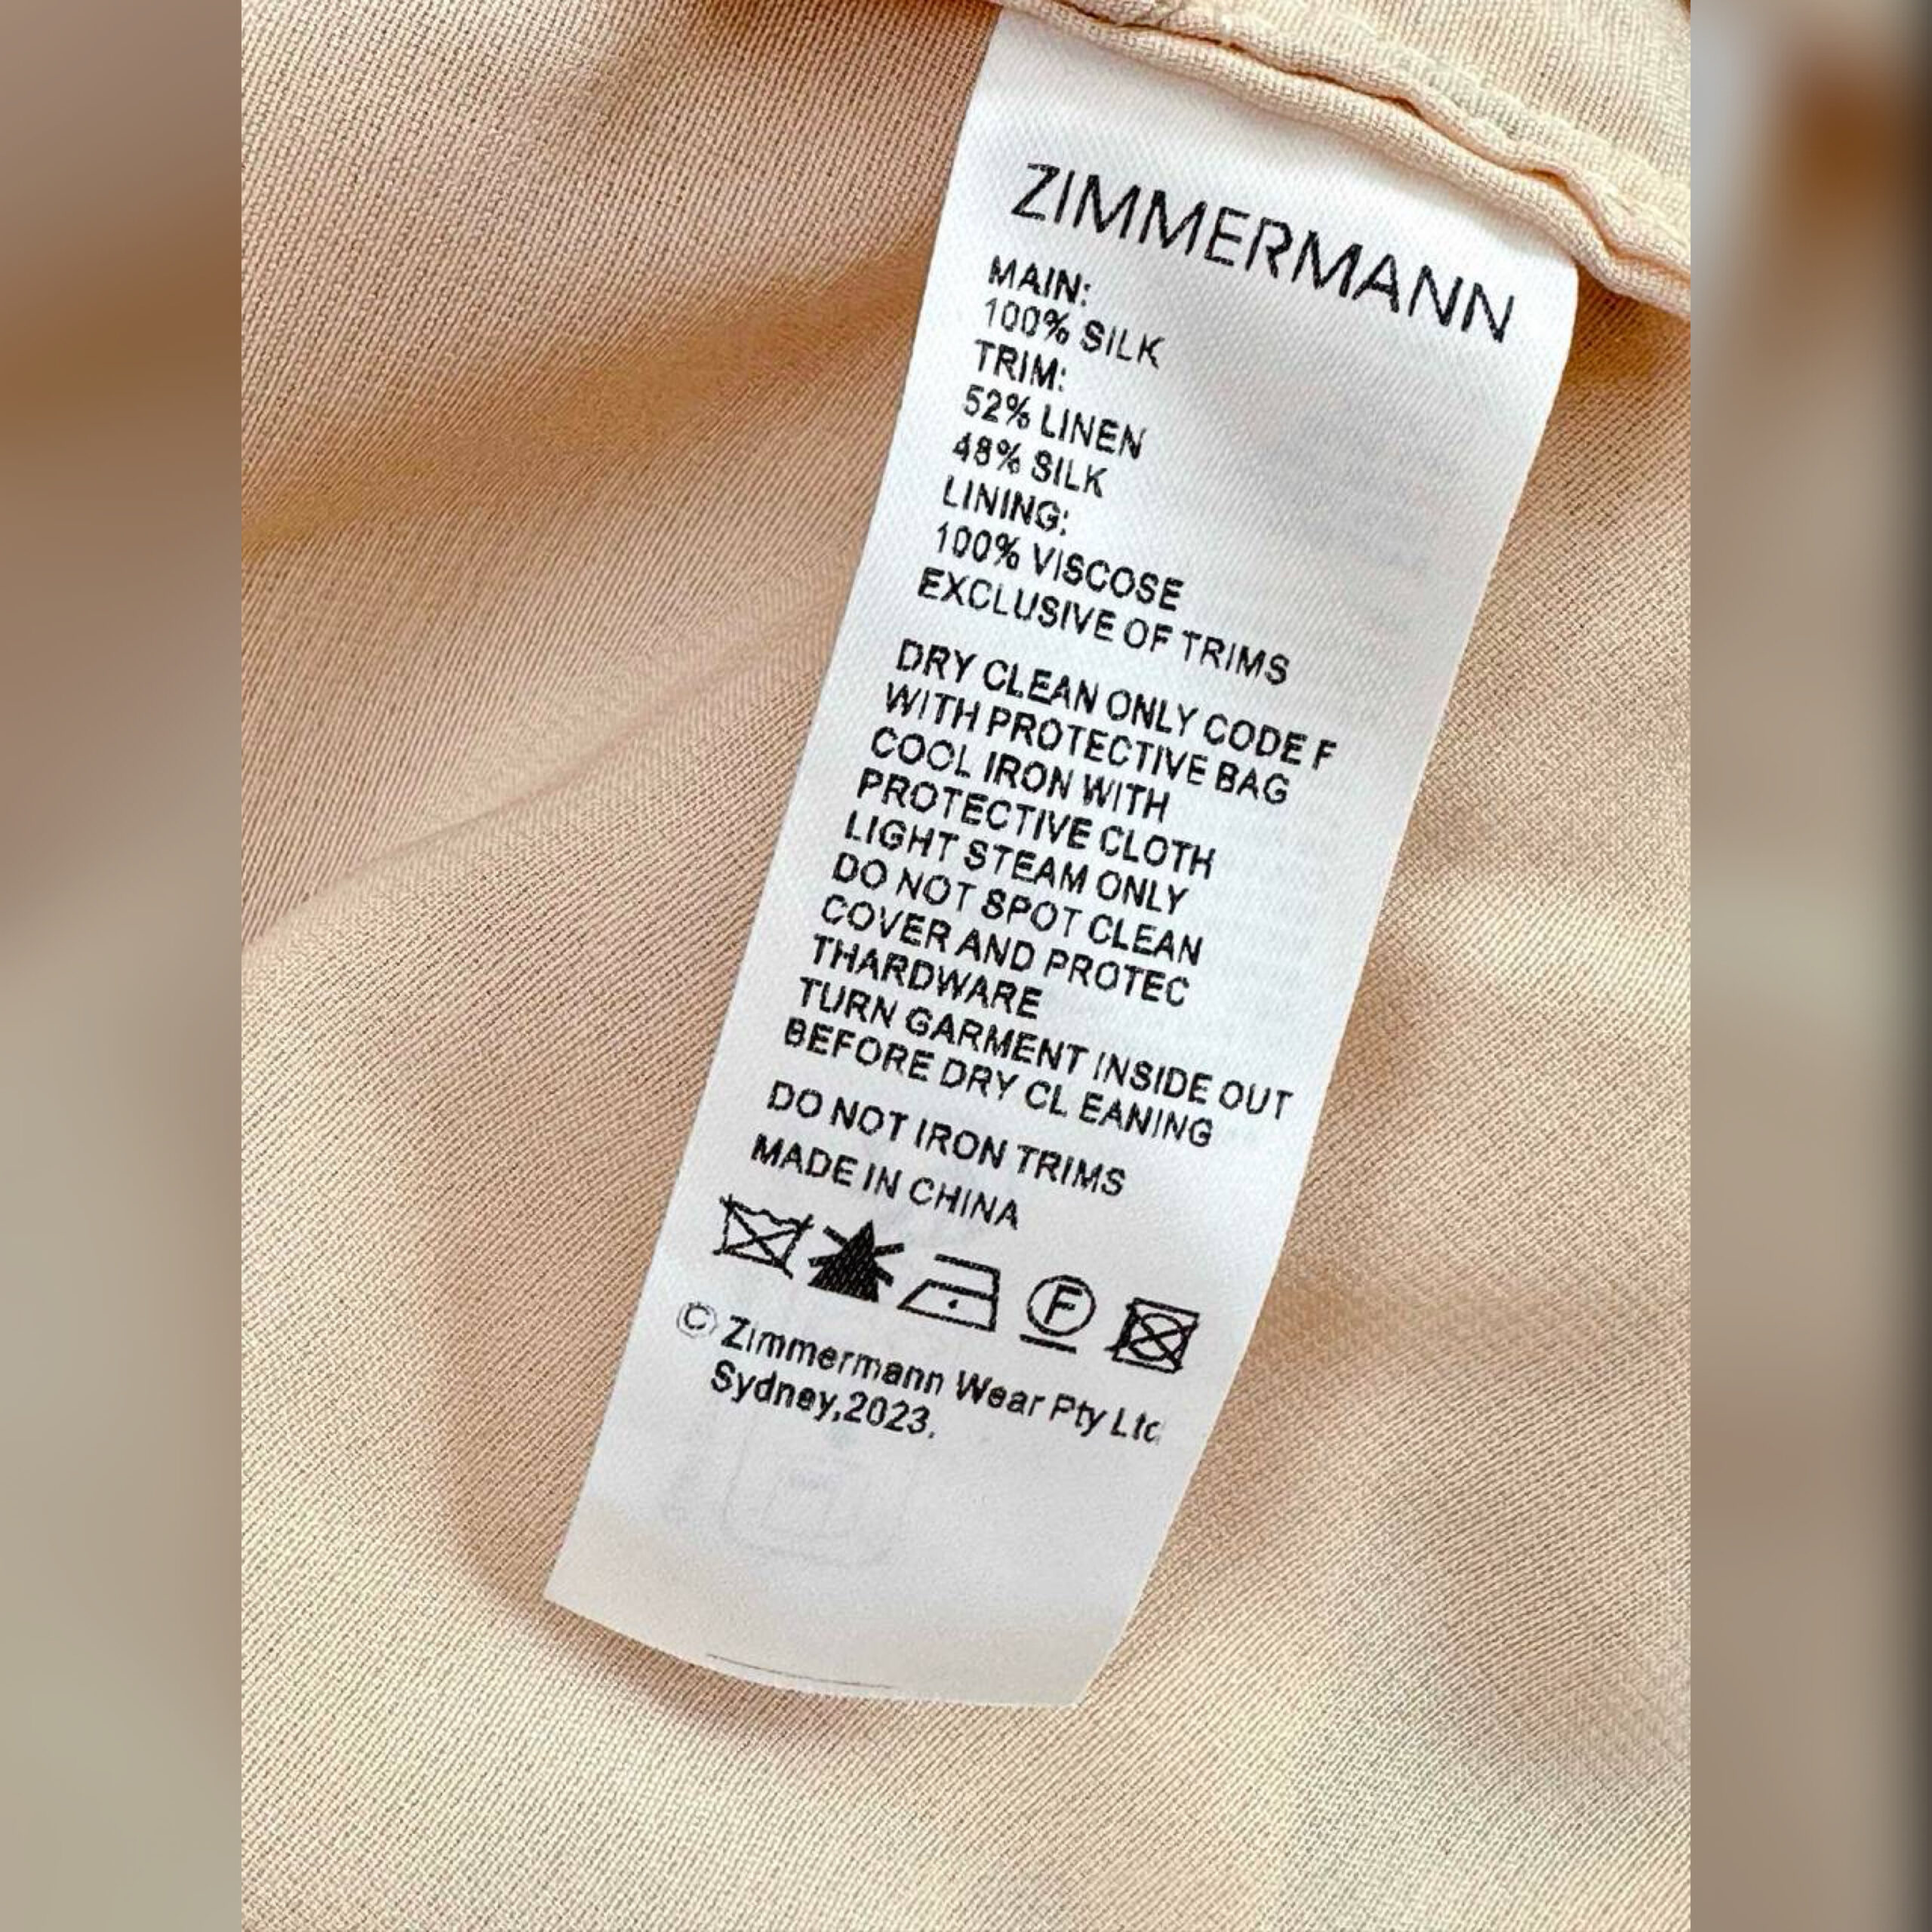 ZIMMERMANN
MAIN:
100% SILK
TRIM:
52% LINEN
48% SILK
LINING:
100% VISCOSE
EXCLUSIVE OF TRIMS
DRY CLEAN ONLY CODE F
WITH PROTECTIVE BAG
COOL IRON WITH
PROTECTIVE CLOTH
LIGHT STEAM ONLY
DO NOT SPOT CLEAN
COVER AND PROTEC
THARDWARE
TURN GARMENT INSIDE OUT
BEFORE DRY CL EANING
DO NOT IRON TRIMS
MADE IN CHINA
F
© Zimmermann Wear Pty Ltd
Sydney,2023.